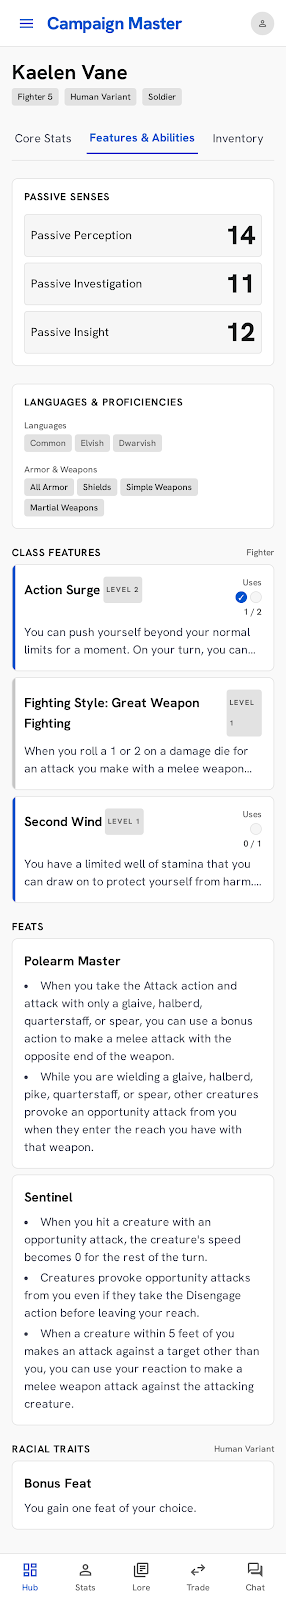 Campaign Master
Kaelen Vane
Fighter 5 Human Variant Soldier
Core Stats Features & Abilities Inventory
PASSIVE SENSES
Passive Perception 14
Passive Investigation 11
Passive Insight 12
LANGUAGES & PROFICIENCIES
Languages
Common Elvish Dwarvish
Armor & Weapons
All Armor Shields Simple Weapons
Martial Weapons
CLASS FEATURES Fighter
Action Surge LEVEL 2 Uses
1 / 2
You can push yourself beyond your normal
limits for a moment. On your turn, you can...
Fighting Style: Great Weapon
Fighting
LEVEL
1
When you roll a 1 or 2 on a damage die for
an attack you make with a melee weapon...
Second Wind LEVEL 1 Uses
0 / 1
You have a limited well of stamina that you
can draw on to protect yourself from harm....
FEATS
Polearm Master
• When you take the Attack action and
attack with only a glaive, halberd,
quarterstaff, or spear, you can use a bonus
action to make a melee attack with the
opposite end of the weapon.
• While you are wielding a glaive, halberd,
pike, quarterstaff, or spear, other creatures
provoke an opportunity attack from you
when they enter the reach you have with
that weapon.
Sentinel
• When you hit a creature with an
opportunity attack, the creature's speed
becomes 0 for the rest of the turn.
• Creatures provoke opportunity attacks
from you even if they take the Disengage
action before leaving your reach.
• When a creature within 5 feet of you
makes an attack against a target other than
you, you can use your reaction to make a
melee weapon attack against the attacking
creature.
RACIAL TRAITS Human Variant
Bonus Feat
You gain one feat of your choice.
Hub Stats Lore Trade Chat